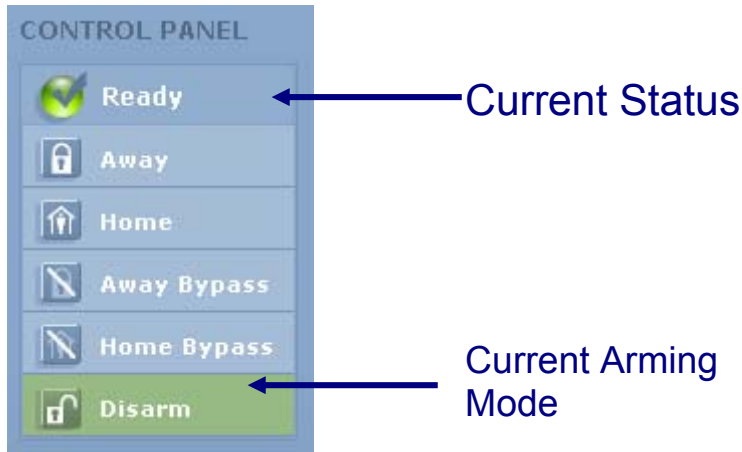 CONTROL PANEL
Ready
Current Status
Away
Home
Away Bypass
Home Bypass
Current Arming
Mode
Disarm